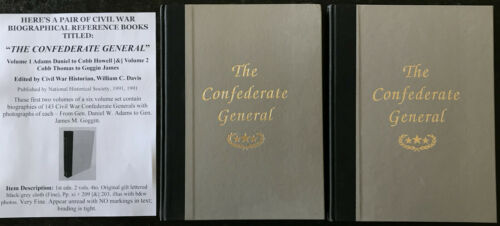 HERE'S A PAIR OF CIVIL WAR
BIOGRAPHICAL REFERENCE BOOKS
TITLED:
"THE CONFEDERATE GENERAL"
Volume 1 Adams Daniel to Cobb Howell [&] Volume 2
Cobb Thomas to Goggin James
Edited by Civil War Historian, William C. Davis
Published by National Historical Society, 1991, 1991
These first two volumes of a six volume set contain
biographies of 143 Civil War Confederate Generals with
photographs of each - From Gen. Daniel W. Adams to Gen.
James M. Goggin.
Item Description: 1st edn. 2 vols. 4to. Original gilt lettered
black/grey cloth (Fine). Pp. xi + 209 [&] 203, illus with b&w
photos. Very Fine. Appear unread with NO markings in text;
binding is tight.
The
Confederate
General
The
Confederate
General